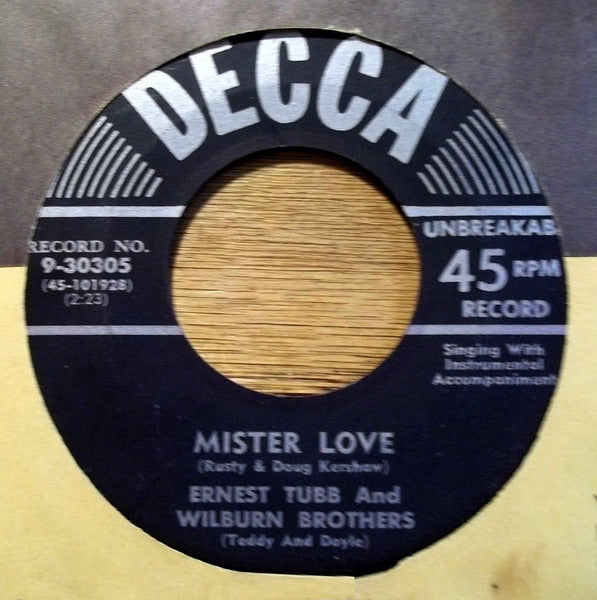 DECCA
RECORD NO.
9-30305
(45-101928)
(2:23)
UNBREAKAB
45 RPM
RECORD
Singing With
Instrumental
Accompaniment
MISTER LOVE
(Rusty & Doug Kershaw)
ERNEST TUBB And
WILBURN BROTHERS
(Teddy And Doyle)